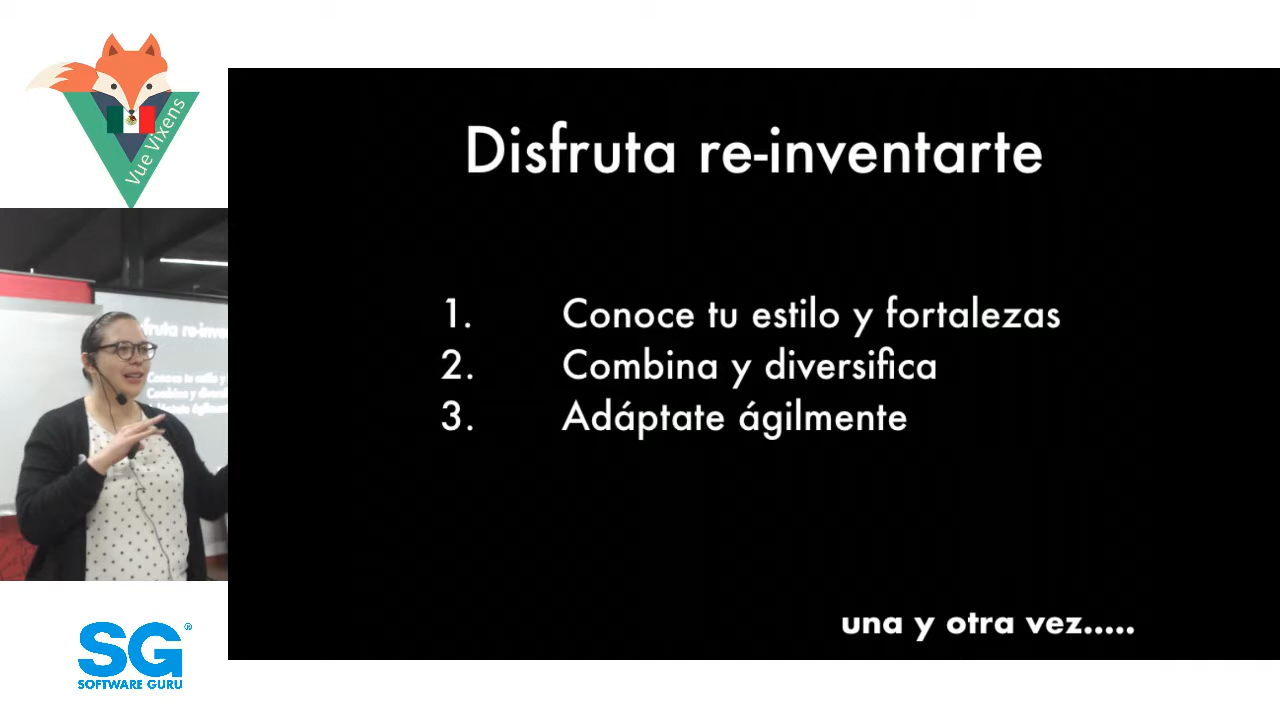 Vue Vixens
Disfruta re-inventarte
1. Conoce tu estilo y fortalezas
2. Combina y diversifica
3. Adáptate ágilmente
una y otra vez.....
SG®
SOFTWARE GURU